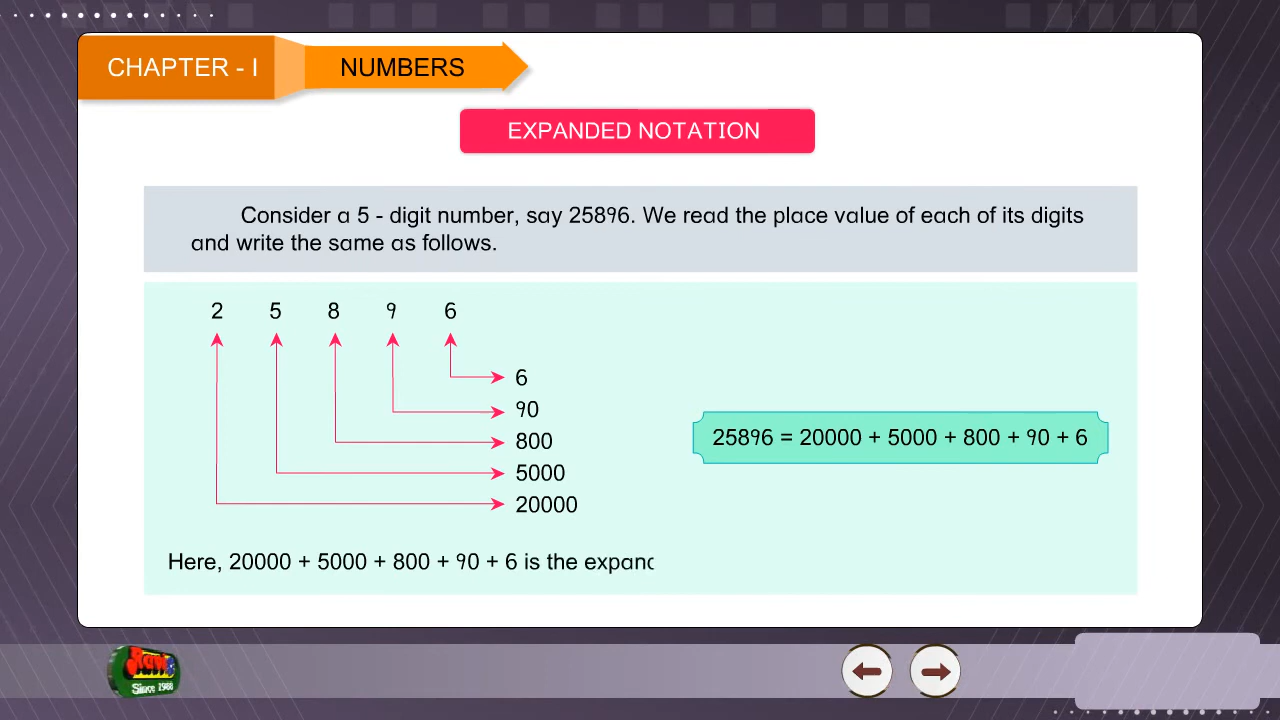 CHAPTER - I
NUMBERS
EXPANDED NOTATION
Consider a 5 - digit number, say 25896. We read the place value of each of its digits
and write the same as follows.
2 5 8 9 6
6
90
800
5000
20000
25896 = 20000 + 5000 + 800 + 90 + 6
Here, 20000 + 5000 + 800 + 90 + 6 is the expan
Since 1988